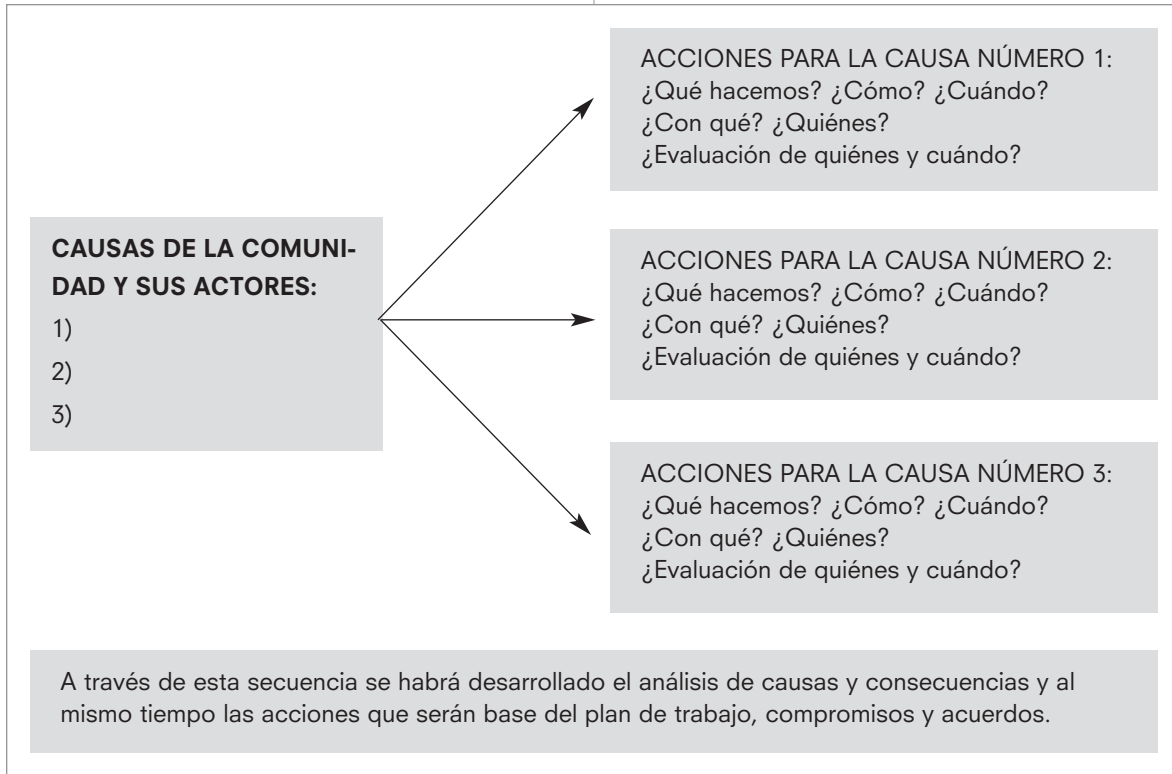 CAUSAS DE LA COMUNI-
DAD Y SUS ACTORES:
1)
2)
3)
ACCIONES PARA LA CAUSA NÚMERO 1:
¿Qué hacemos? ¿Cómo? ¿Cuándo?
¿Con qué? ¿Quiénes?
¿Evaluación de quiénes y cuándo?
ACCIONES PARA LA CAUSA NÚMERO 2:
¿Qué hacemos? ¿Cómo? ¿Cuándo?
¿Con qué? ¿Quiénes?
¿Evaluación de quiénes y cuándo?
ACCIONES PARA LA CAUSA NÚMERO 3:
¿Qué hacemos? ¿Cómo? ¿Cuándo?
¿Con qué? ¿Quiénes?
¿Evaluación de quiénes y cuándo?
A través de esta secuencia se habrá desarrollado el análisis de causas y consecuencias y al
mismo tiempo las acciones que serán base del plan de trabajo, compromisos y acuerdos.